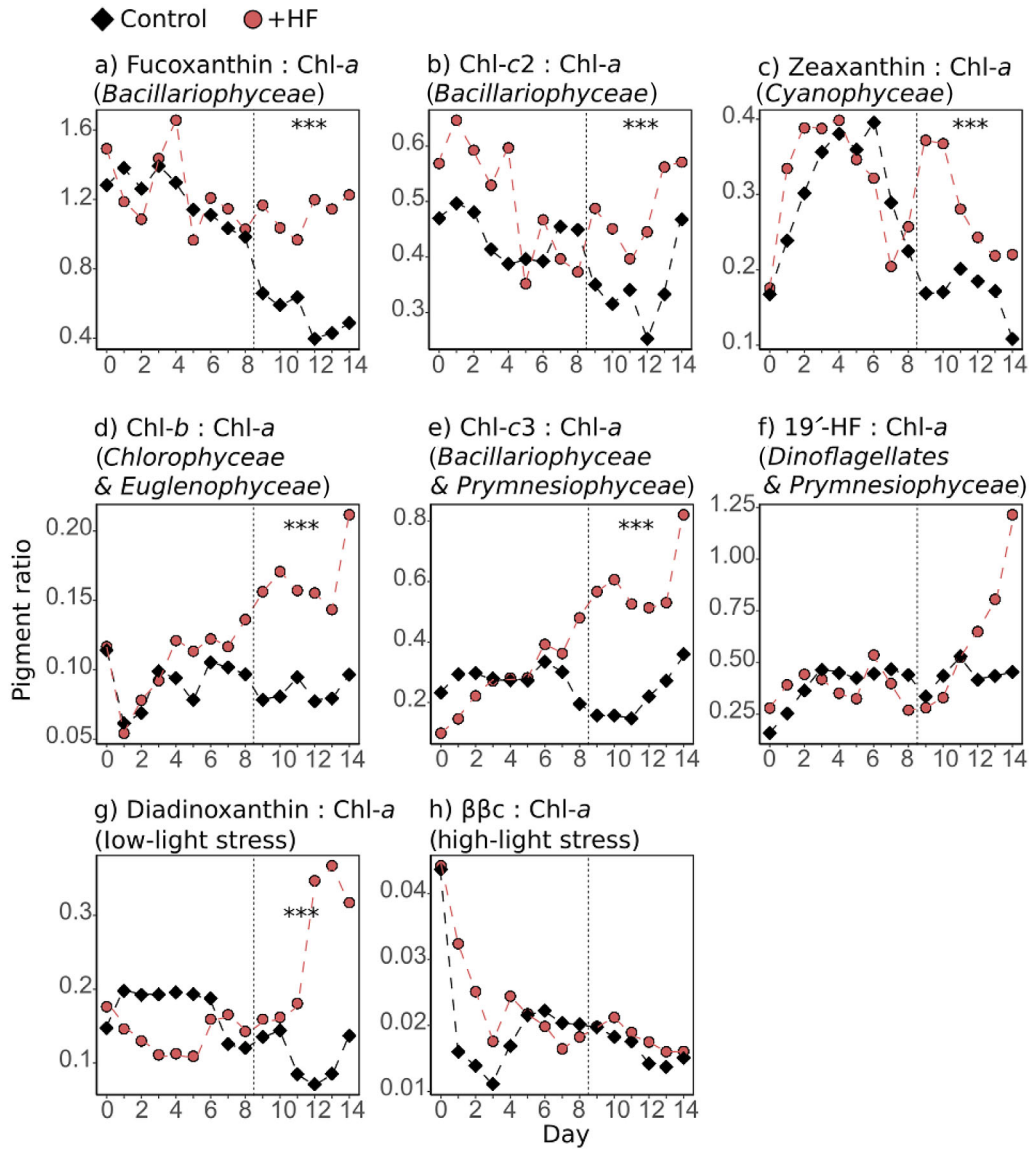 Control +HF
a) Fucoxanthin : Chl-a
(Bacillariophyceae)
b) Chl-c2 : Chl-a
(Bacillariophyceae)
c) Zeaxanthin : Chl-a
(Cyanophyceae)
1.6
1.2
0.8
0.4
***
0 2 4 6 8 10 12 14
0.6
0.5
0.4
0.3
***
0 2 4 6 8 10 12 14
0.4
0.3
0.2
0.1
***
0 2 4 6 8 10 12 14
d) Chl-b : Chl-a
(Chlorophyceae
& Euglenophyceae)
e) Chl-c3 : Chl-a
(Bacillariophyceae
& Prymnesiophyceae)
f) 19′-HF : Chl-a
(Dinoflagellates
& Prymnesiophyceae)
Pigment ratio
0.20
0.15
0.10
0.05
***
0 2 4 6 8 10 12 14
0.8
0.6
0.4
0.2
***
0 2 4 6 8 10 12 14
1.25
1.00
0.75
0.50
0.25
0 2 4 6 8 10 12 14
g) Diadinoxanthin : Chl-a
(low-light stress)
h) ββc : Chl-a
(high-light stress)
0.3
0.2
0.1
***
0 2 4 6 8 10 12 14
0.04
0.03
0.02
0.01
0 2 4 6 8 10 12 14
Day